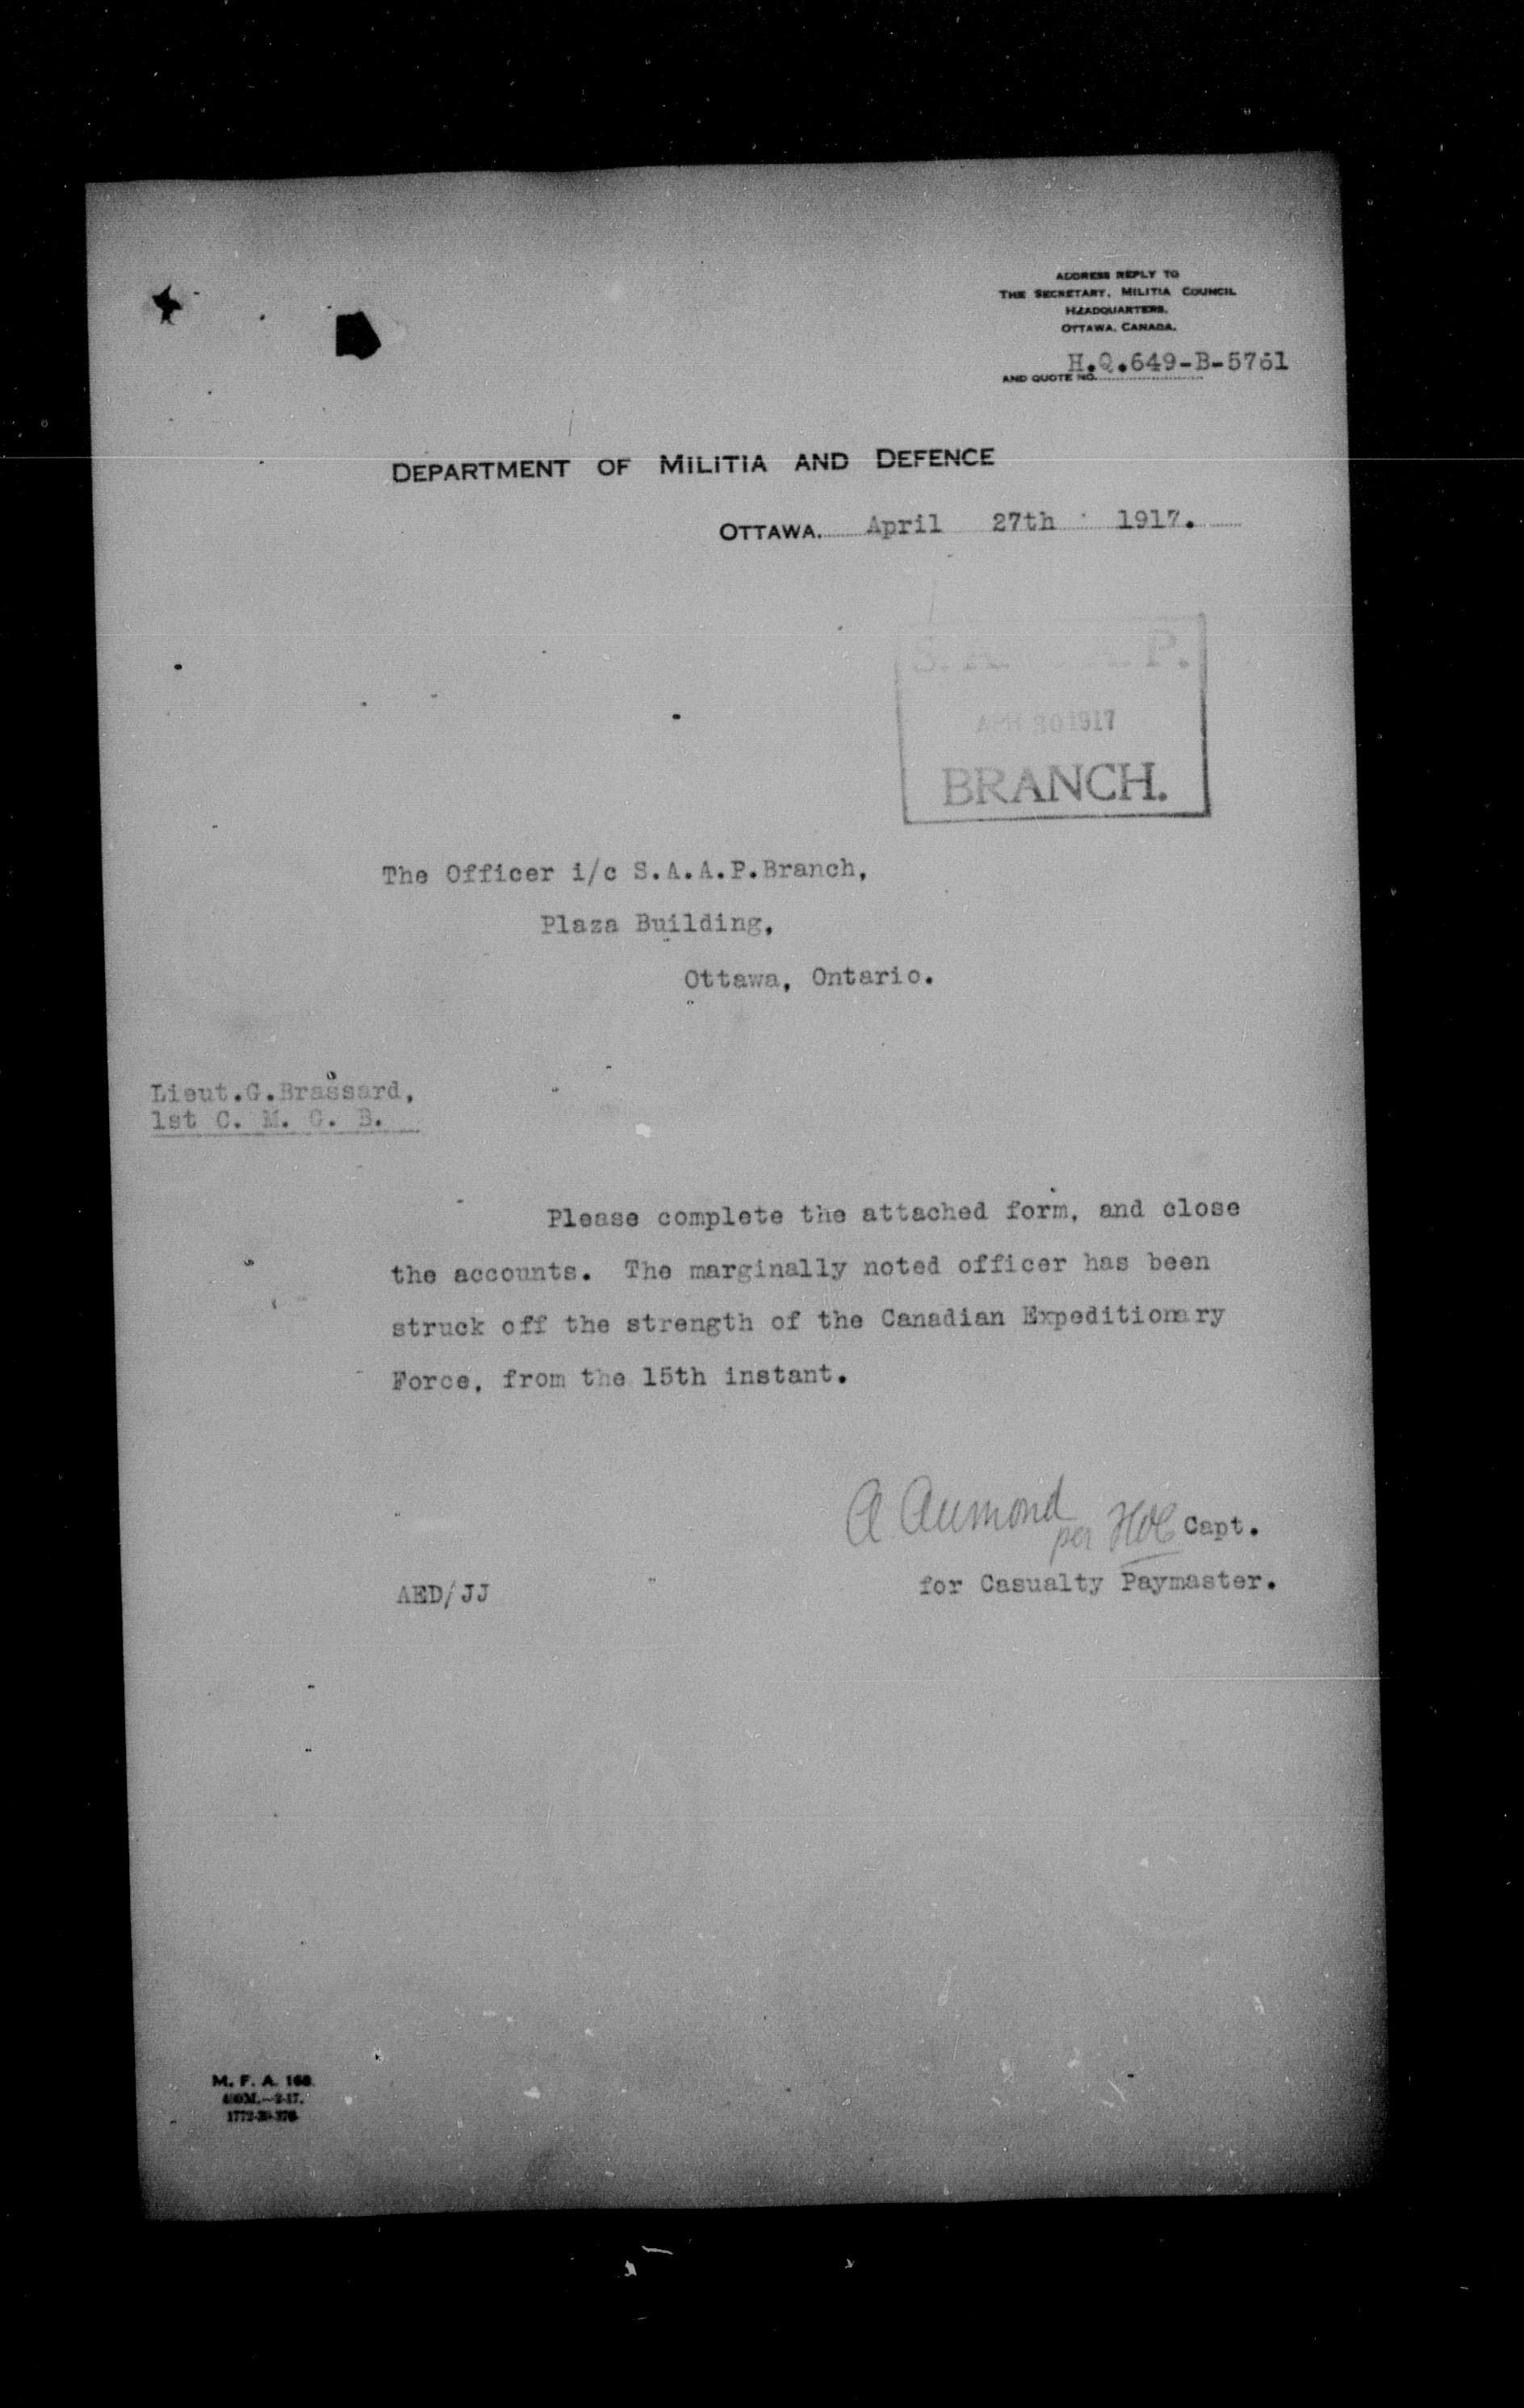 ADDRESS REPLY TO
THE SECRETARY, MILITIA COUNCIL
HEADQUARTERS,
OTTAWA, CANADA.
H.Q.649-B-5761
AND QUOTE NO.
DEPARTMENT OF MILITIA AND DEFENCE
OTTAWA. April 27th 1917.
S. A. A. P.
APR 30 1917
BRANCH.
The Officer i/c S.A.A.P.Branch,
Plaza Building,
Ottawa, Ontario.
Lieut.G.Brassard,
1st C. M. G. B.
Please complete the attached form, and close
the accounts. The marginally noted officer has been
struck off the strength of the Canadian Expeditionary
Force, from the 15th instant.
A Aumond
per Capt.
for Casualty Paymaster.
AED/JJ
M. F. A. 168.